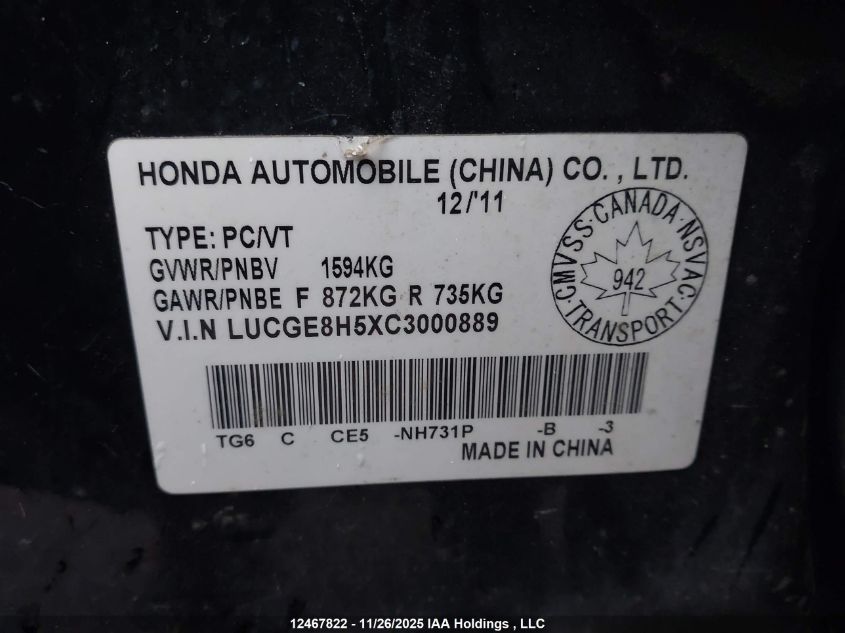 HONDA AUTOMOBILE (CHINA) CO. , LTD.
12/'11
TYPE: PC/VT
GVWR/PNBV 1594KG
GAWR/PNBE F 872KG R 735KG
V.I.N LUCGE8H5XC3000889
CMVSS · CANADA · NSVAC ·
942
TRANSPORT
TG6 C CE5 -NH731P -B -3
MADE IN CHINA
12467822 - 11/26/2025 IAA Holdings , LLC